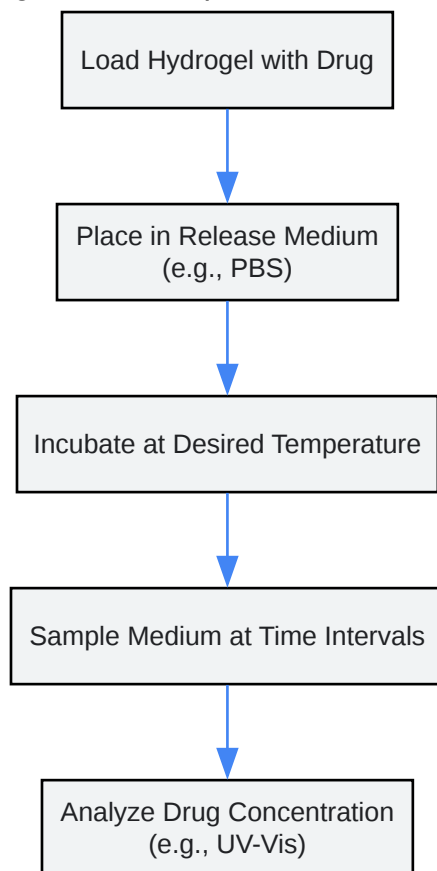 Load Hydrogel with Drug
Place in Release Medium
(e.g., PBS)
Incubate at Desired Temperature
Sample Medium at Time Intervals
Analyze Drug Concentration
(e.g., UV-Vis)